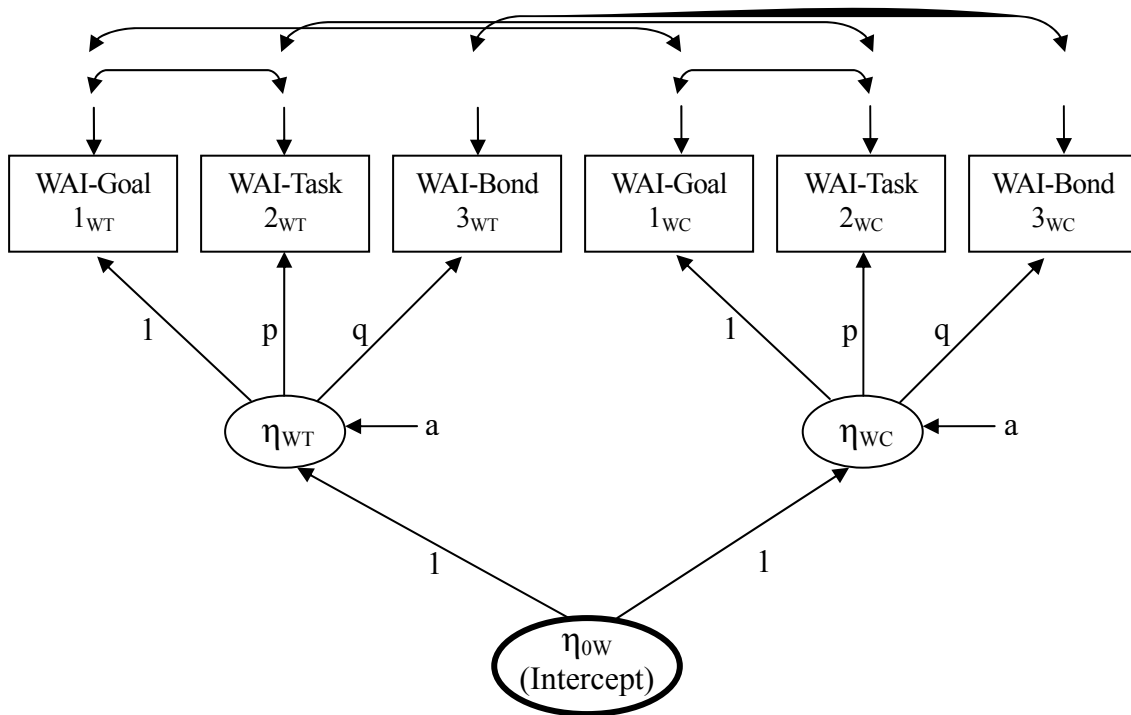 WAI-Goal
1WT
WAI-Task
2WT
WAI-Bond
3WT
WAI-Goal
1WC
WAI-Task
2WC
WAI-Bond
3WC
1
p
q
1
p
q
ηWT
a
ηWC
a
1
1
η0W
(Intercept)